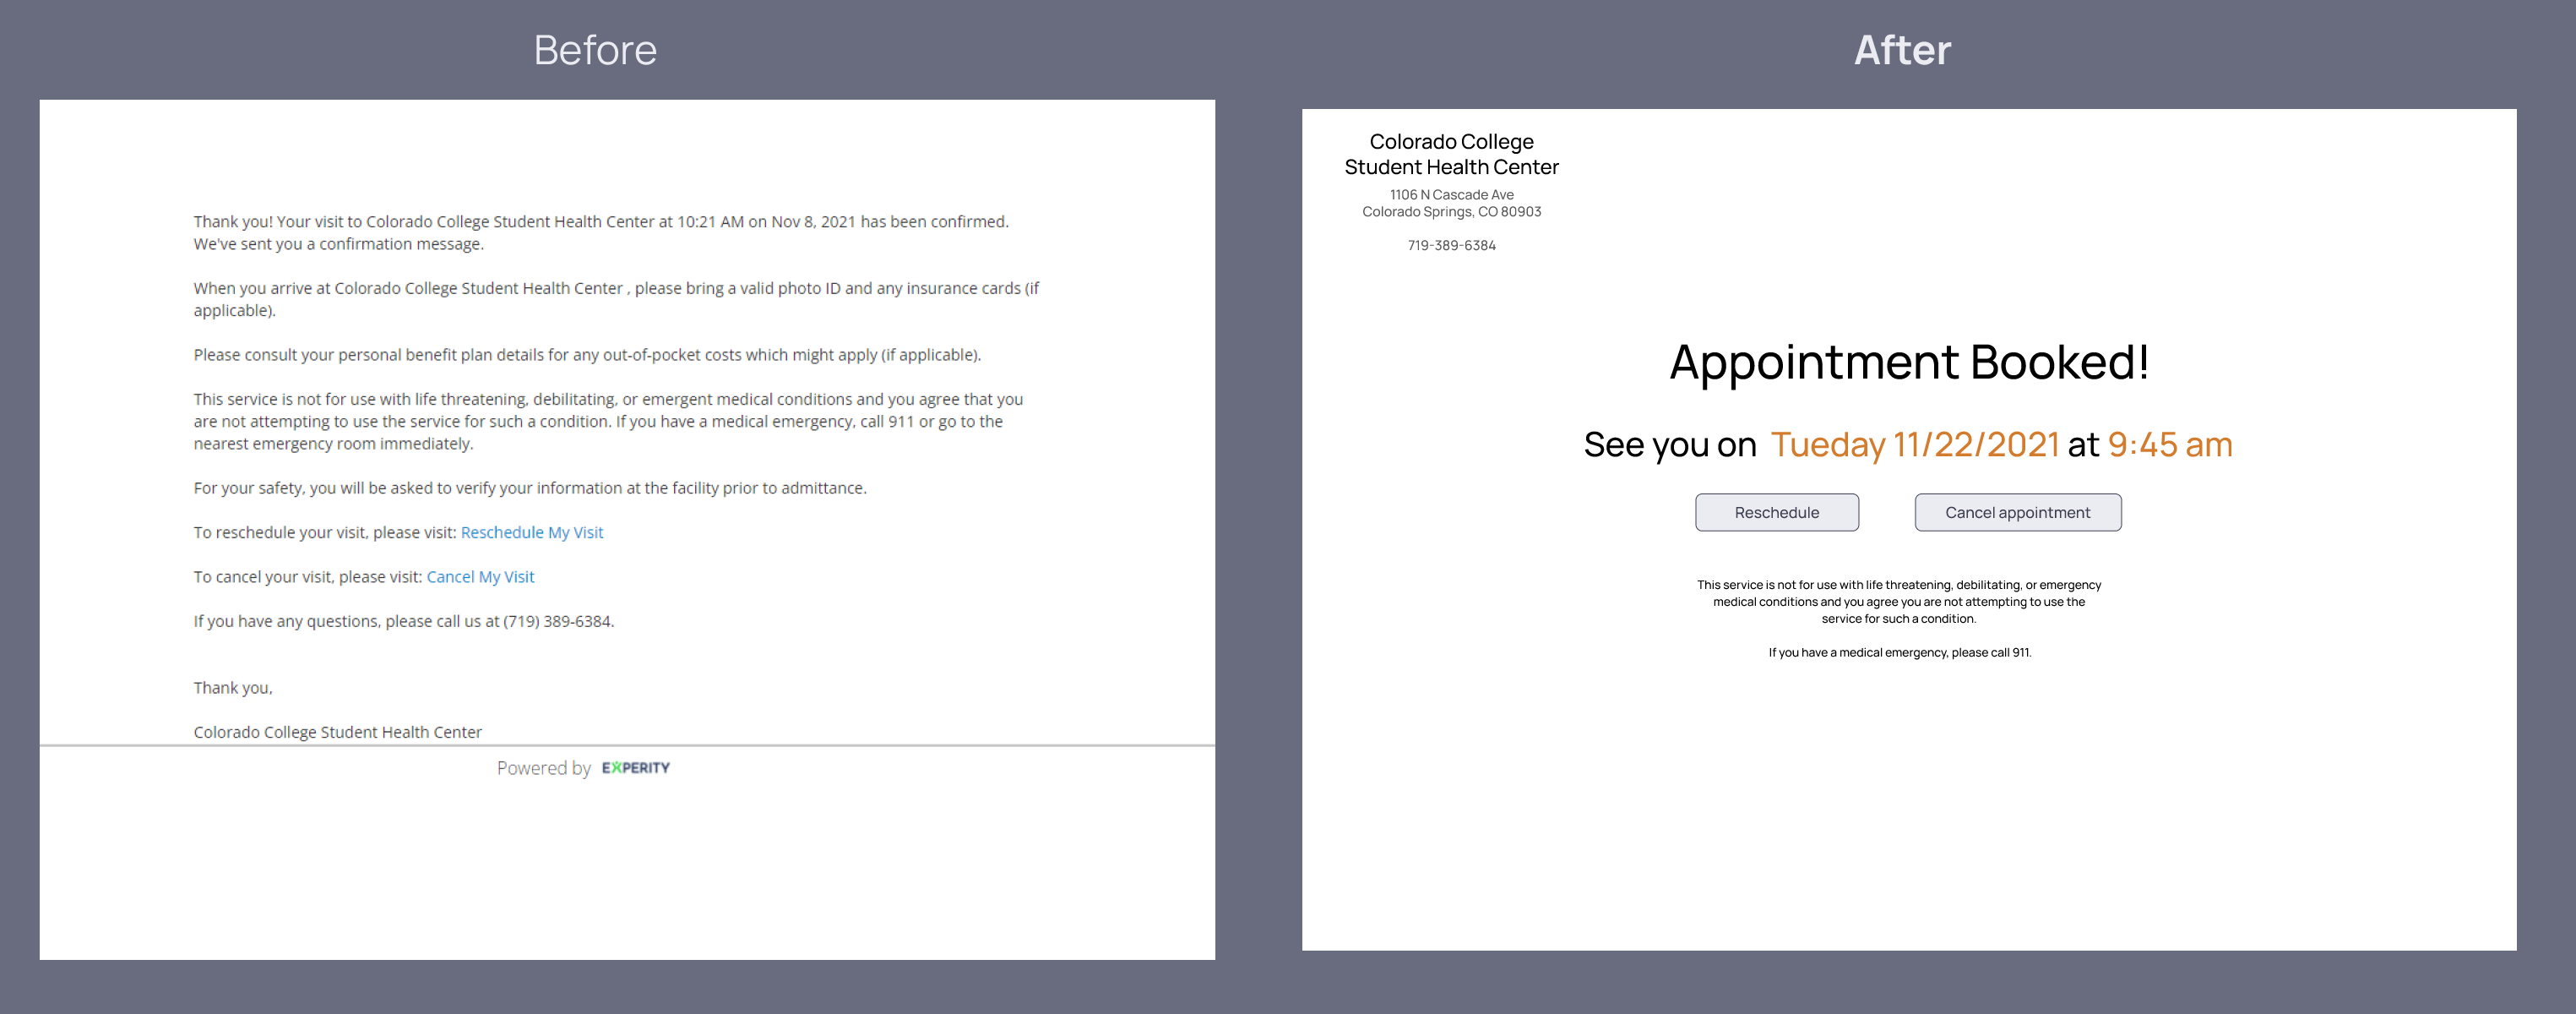 Before
Thank you! Your visit to Colorado College Student Health Center at 10:21 AM on Nov 8, 2021 has been confirmed.
We've sent you a confirmation message.
When you arrive at Colorado College Student Health Center , please bring a valid photo ID and any insurance cards (if
applicable).
Please consult your personal benefit plan details for any out-of-pocket costs which might apply (if applicable).
This service is not for use with life threatening, debilitating, or emergent medical conditions and you agree that you
are not attempting to use the service for such a condition. If you have a medical emergency, call 911 or go to the
nearest emergency room immediately.
For your safety, you will be asked to verify your information at the facility prior to admittance.
To reschedule your visit, please visit: Reschedule My Visit
To cancel your visit, please visit: Cancel My Visit
If you have any questions, please call us at (719) 389-6384.
Thank you,
Colorado College Student Health Center
Powered by EXPERITY
After
Colorado College
Student Health Center
1106 N Cascade Ave
Colorado Springs, CO 80903
719-389-6384
Appointment Booked!
See you on Tueday 11/22/2021 at 9:45 am
Reschedule
Cancel appointment
This service is not for use with life threatening, debilitating, or emergency
medical conditions and you agree you are not attempting to use the
service for such a condition.
If you have a medical emergency, please call 911.